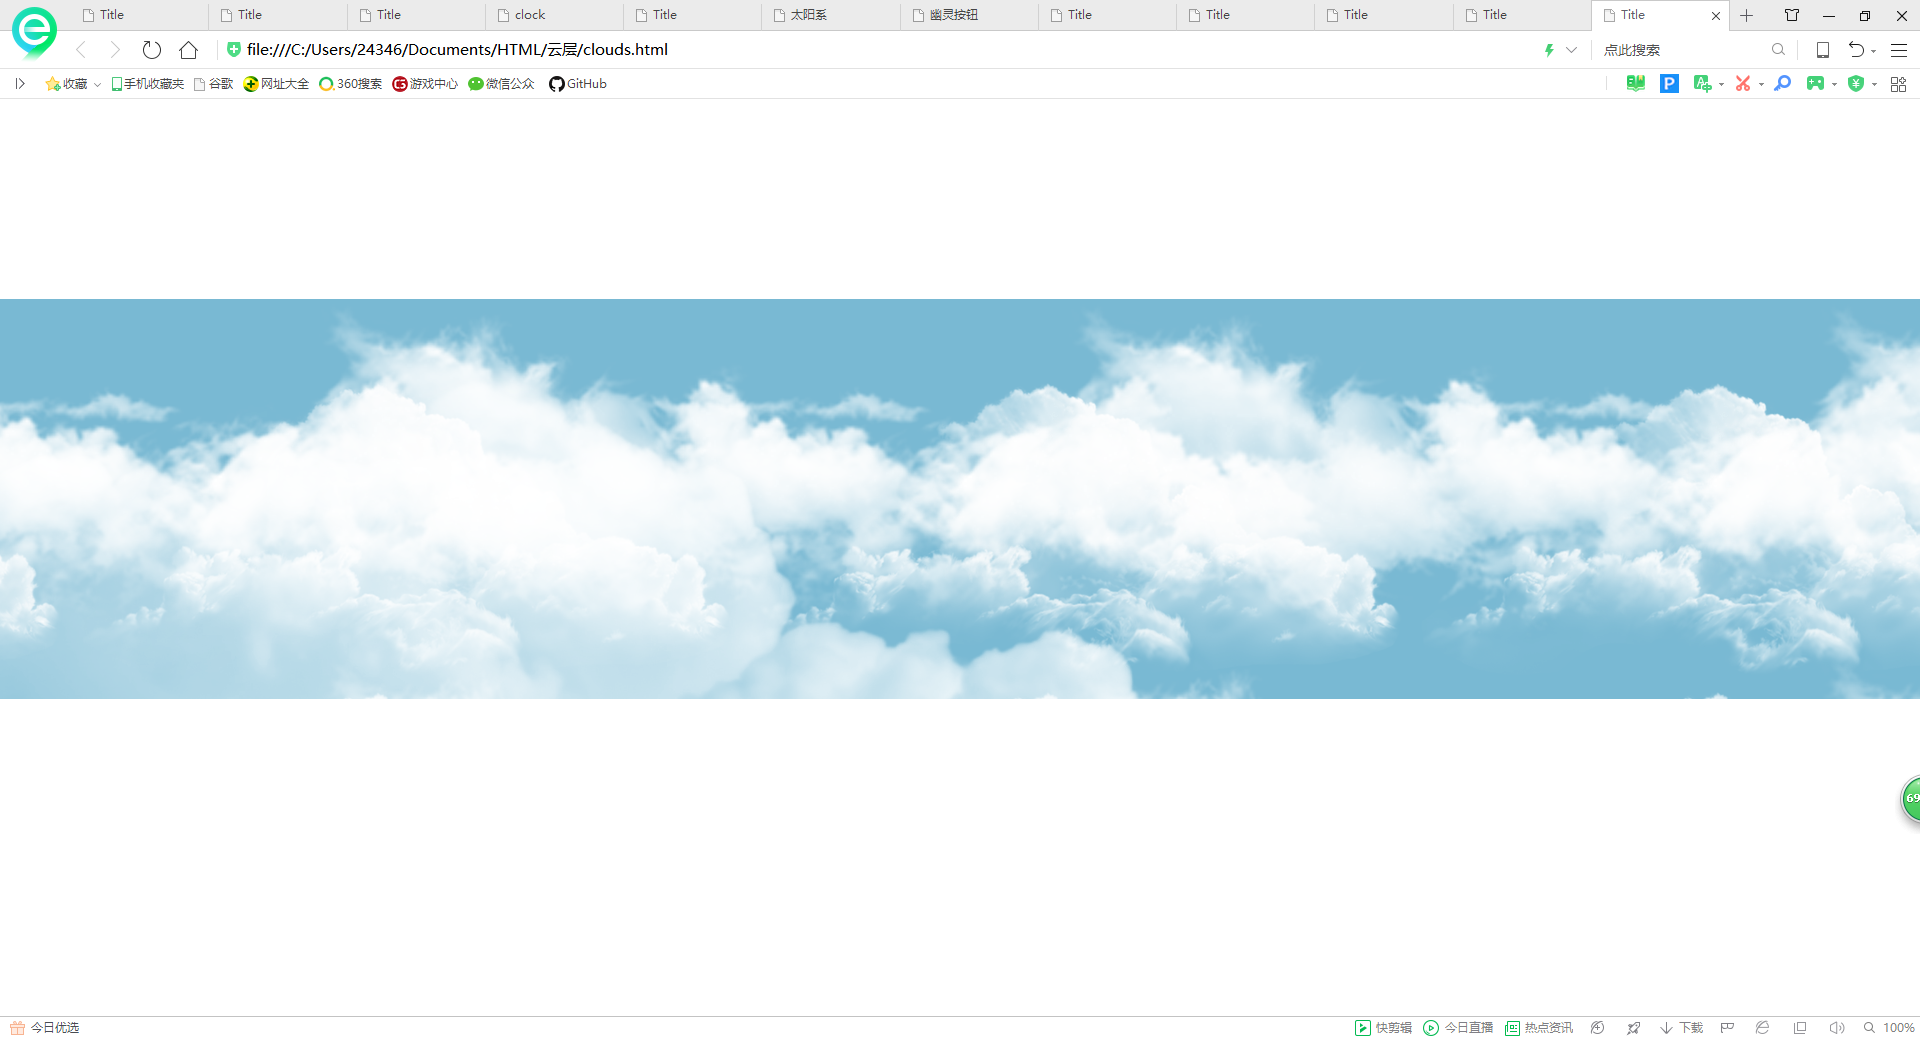 Title Title Title clock Title 太阳系 幽灵按钮 Title Title Title Title Title
file:///C:/Users/24346/Documents/HTML/云层/clouds.html 点此搜索
收藏 手机收藏夹 谷歌 网址大全 360搜索 游戏中心 微信公众 GitHub
69
今日优选 快剪辑 今日直播 热点资讯 下载 100%